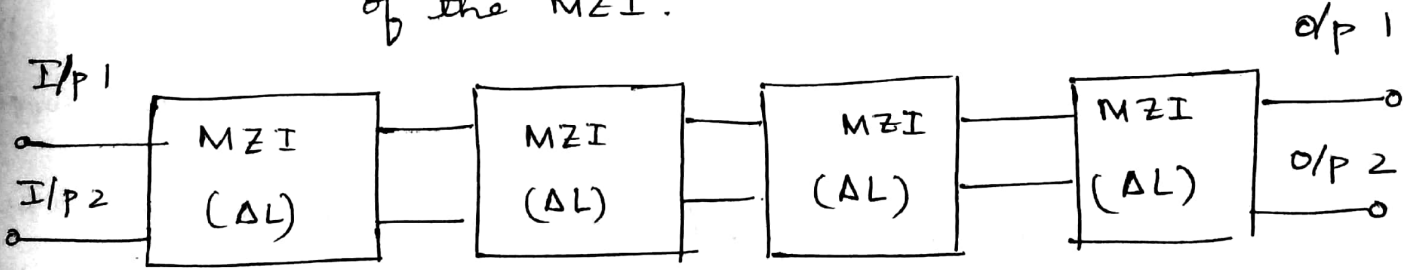 of the MZI.
I/p 1
o/p 1
MZI
MZI
MZI
MZI
I/p 2
(ΔL)
(ΔL)
(ΔL)
(ΔL)
O/p 2